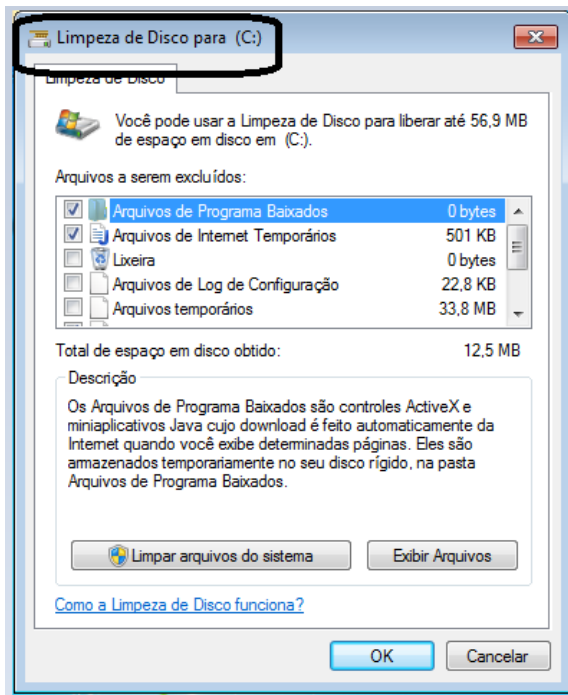 Limpeza de Disco para (C:)
Limpeza de Disco
Você pode usar a Limpeza de Disco para liberar até 56,9 MB
de espaço em disco em (C:).
Arquivos a serem excluídos:
Arquivos de Programa Baixados 0 bytes
Arquivos de Internet Temporários 501 KB
Lixeira 0 bytes
Arquivos de Log de Configuração 22,8 KB
Arquivos temporários 33,8 MB
Total de espaço em disco obtido: 12,5 MB
Descrição
Os Arquivos de Programa Baixados são controles ActiveX e
miniaplicativos Java cujo download é feito automaticamente da
Internet quando você exibe determinadas páginas. Eles são
armazenados temporariamente no seu disco rígido, na pasta
Arquivos de Programa Baixados.
Limpar arquivos do sistema Exibir Arquivos
Como a Limpeza de Disco funciona?
OK Cancelar